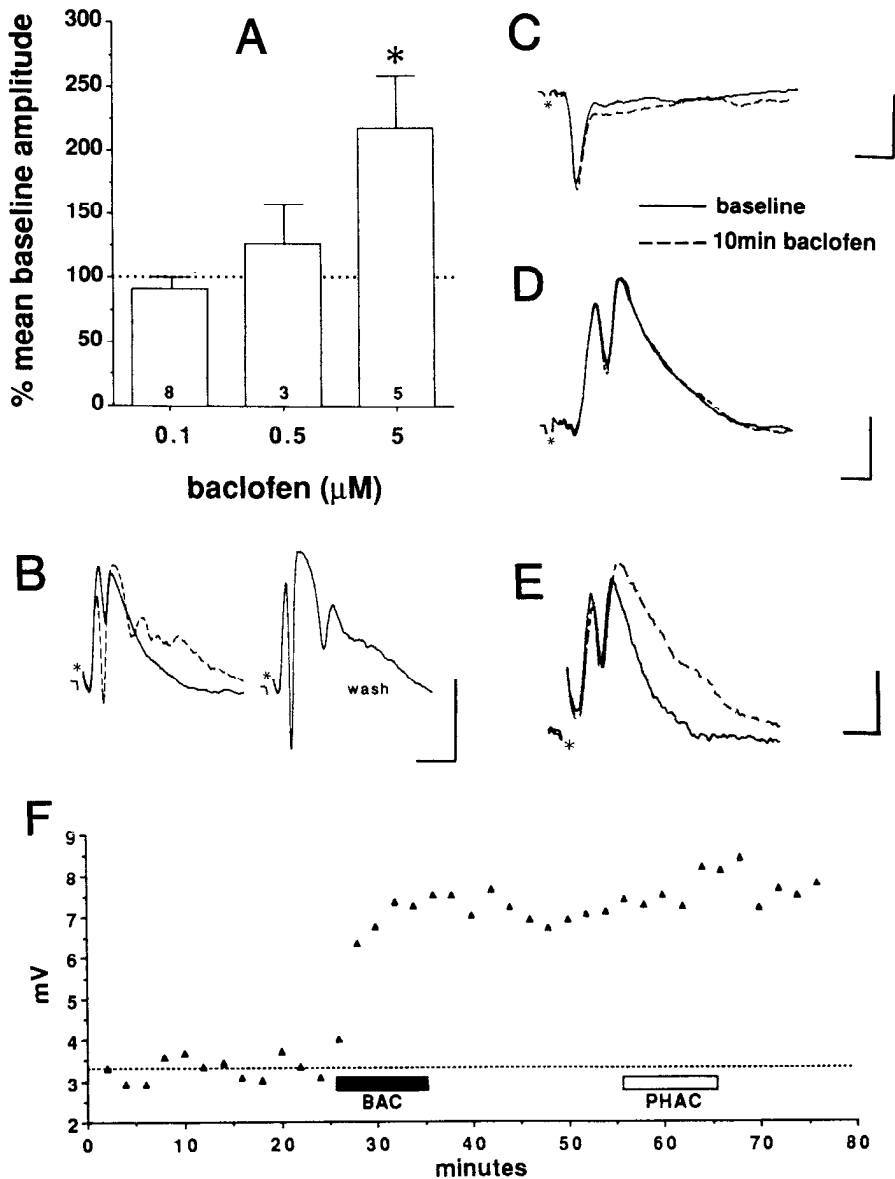 A
% mean baseline amplitude
300
250
200
150
100
50
0
*
8
3
5
0.1
0.5
5
baclofen (µM)
C
*
baseline
10min baclofen
D
*
B
*
*
wash
E
*
F
mV
9
8
7
6
5
4
3
2
BAC
PHAC
0
10
20
30
40
50
60
70
80
minutes